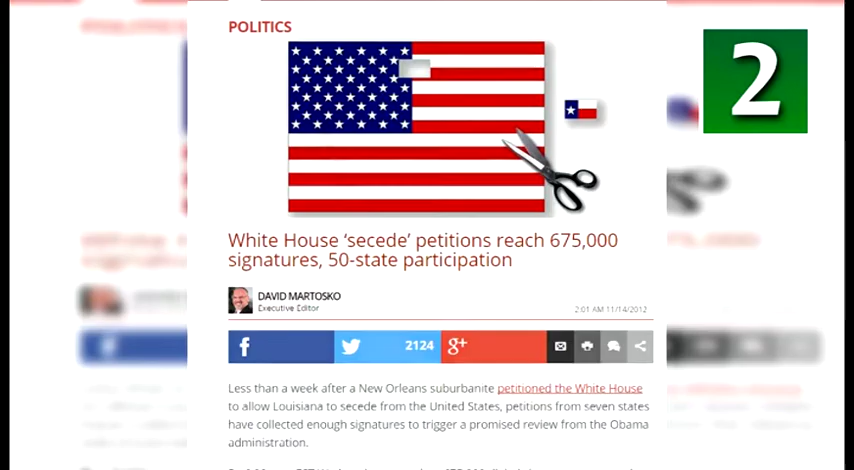 POLITICS
2
White House ‘secede’ petitions reach 675,000
signatures, 50-state participation
DAVID MARTOSKO
Executive Editor
2:01 AM 11/14/2012
f
2124
g+
Less than a week after a New Orleans suburbanite petitioned the White House
to allow Louisiana to secede from the United States, petitions from seven states
have collected enough signatures to trigger a promised review from the Obama
administration.